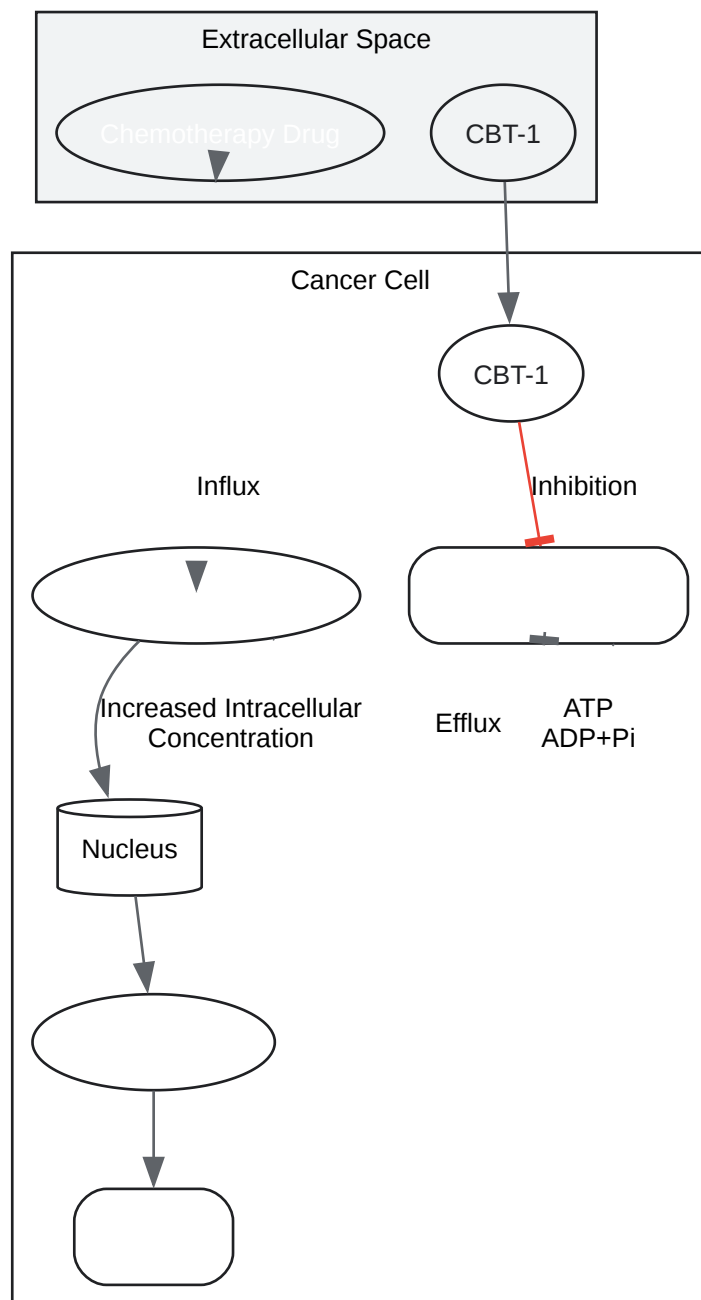 Extracellular Space
Chemotherapy Drug
CBT-1
Cancer Cell
CBT-1
Influx
Inhibition
Increased Intracellular
Concentration
Efflux
ATP
ADP+Pi
Nucleus